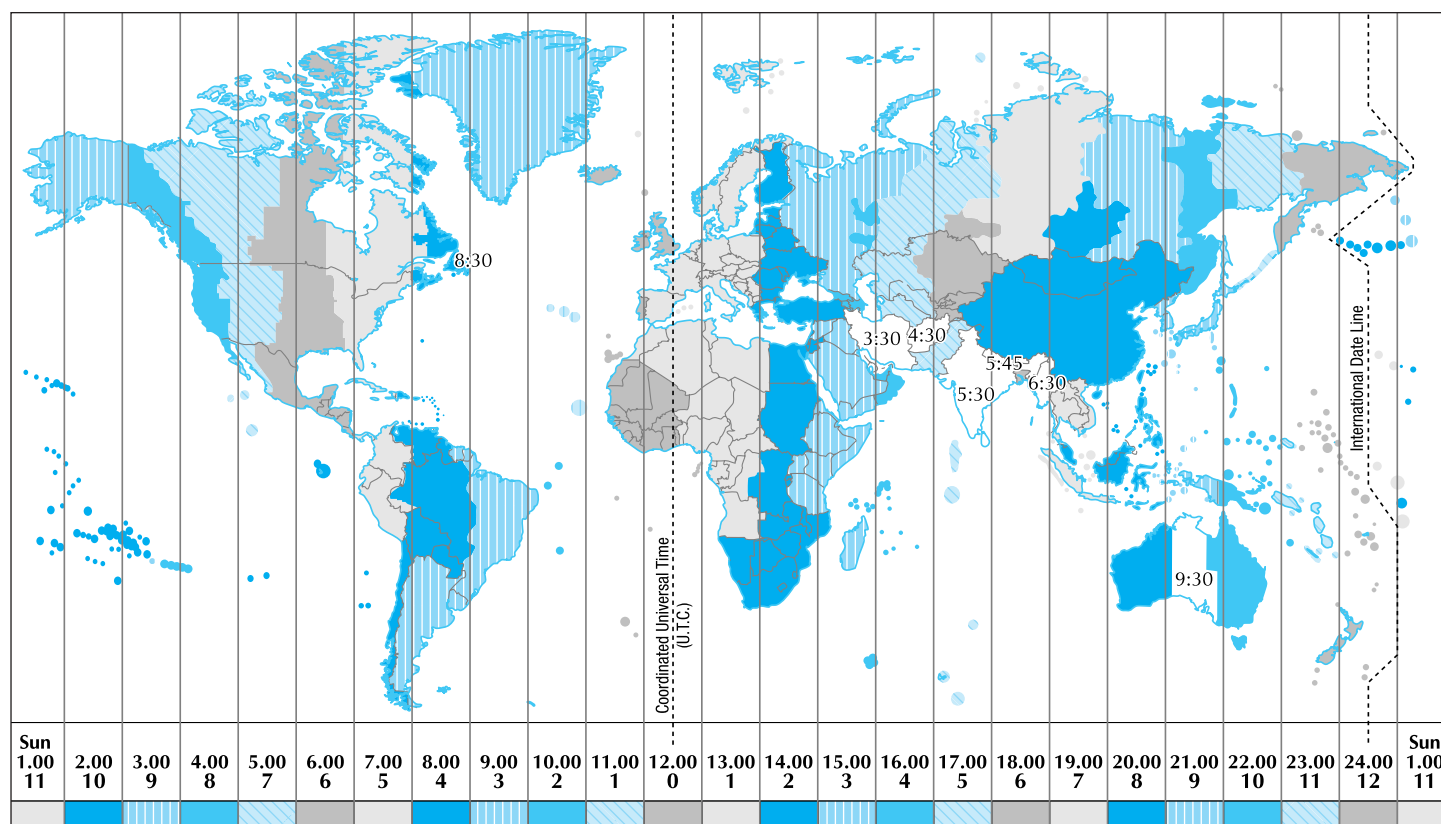 8:30
3:30
4:30
5:45
6:30
5:30
9:30
International Date Line
Coordinated Universal Time
(U.T.C.)
Sun
Sun
1.00 2.00 3.00 4.00 5.00 6.00 7.00 8.00 9.00 10.00 11.00 12.00 13.00 14.00 15.00 16.00 17.00 18.00 19.00 20.00 21.00 22.00 23.00 24.00 1.00
11 10 9 8 7 6 5 4 3 2 1 0 1 2 3 4 5 6 7 8 9 10 11 12 11